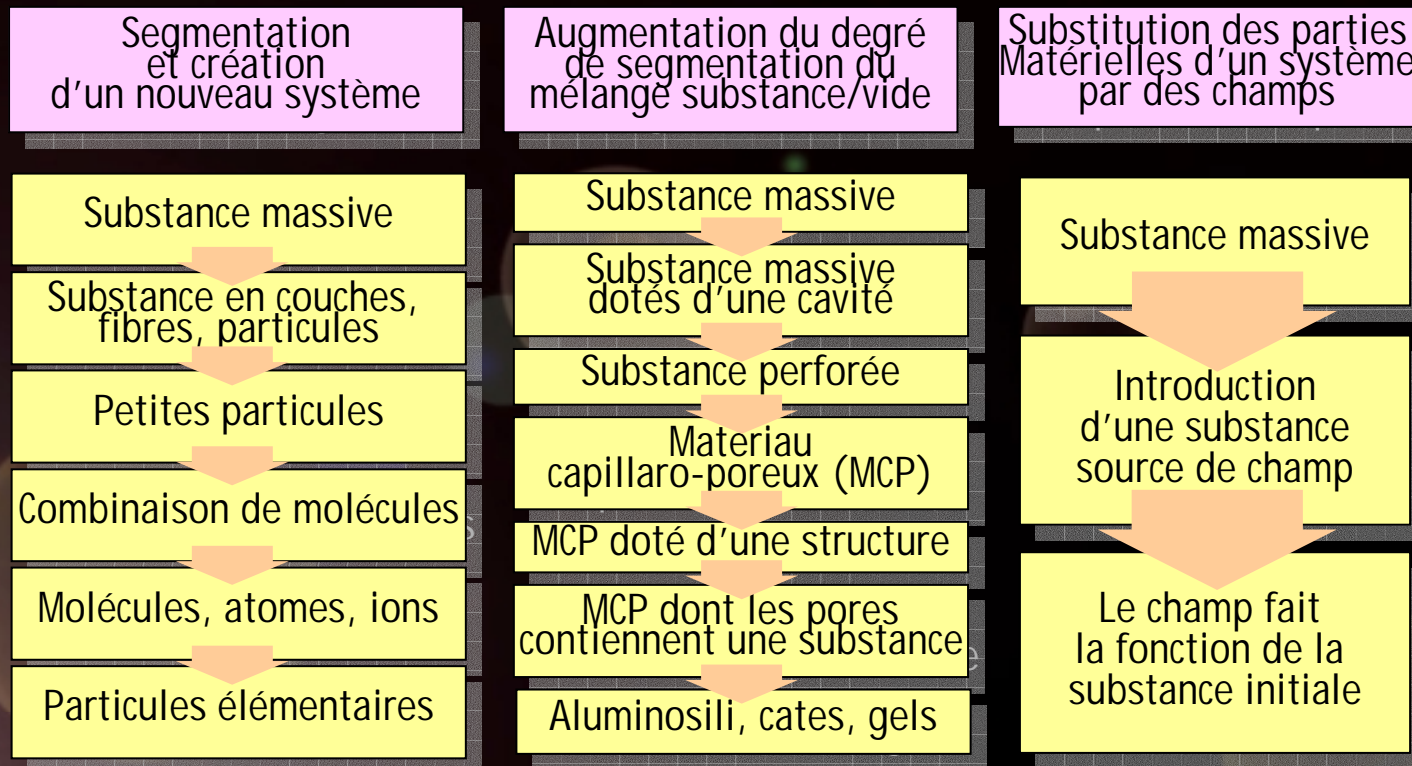 Segmentation
et création
d'un nouveau système
Substance massive
Substance en couches,
fibres, particules
Petites particules
Combinaison de molécules
Molécules, atomes, ions
Particules élémentaires
Augmentation du degré
de segmentation du
mélange substance/vide
Substance massive
Substance massive
dotés d'une cavité
Substance perforée
Materiau
capillaro-poreux (MCP)
MCP doté d'une structure
MCP dont les pores
contiennent une substance
Aluminosili, cates, gels
Substitution des parties
Matérielles d'un système
par des champs
Substance massive
Introduction
d'une substance
source de champ
Le champ fait
la fonction de la
substance initiale